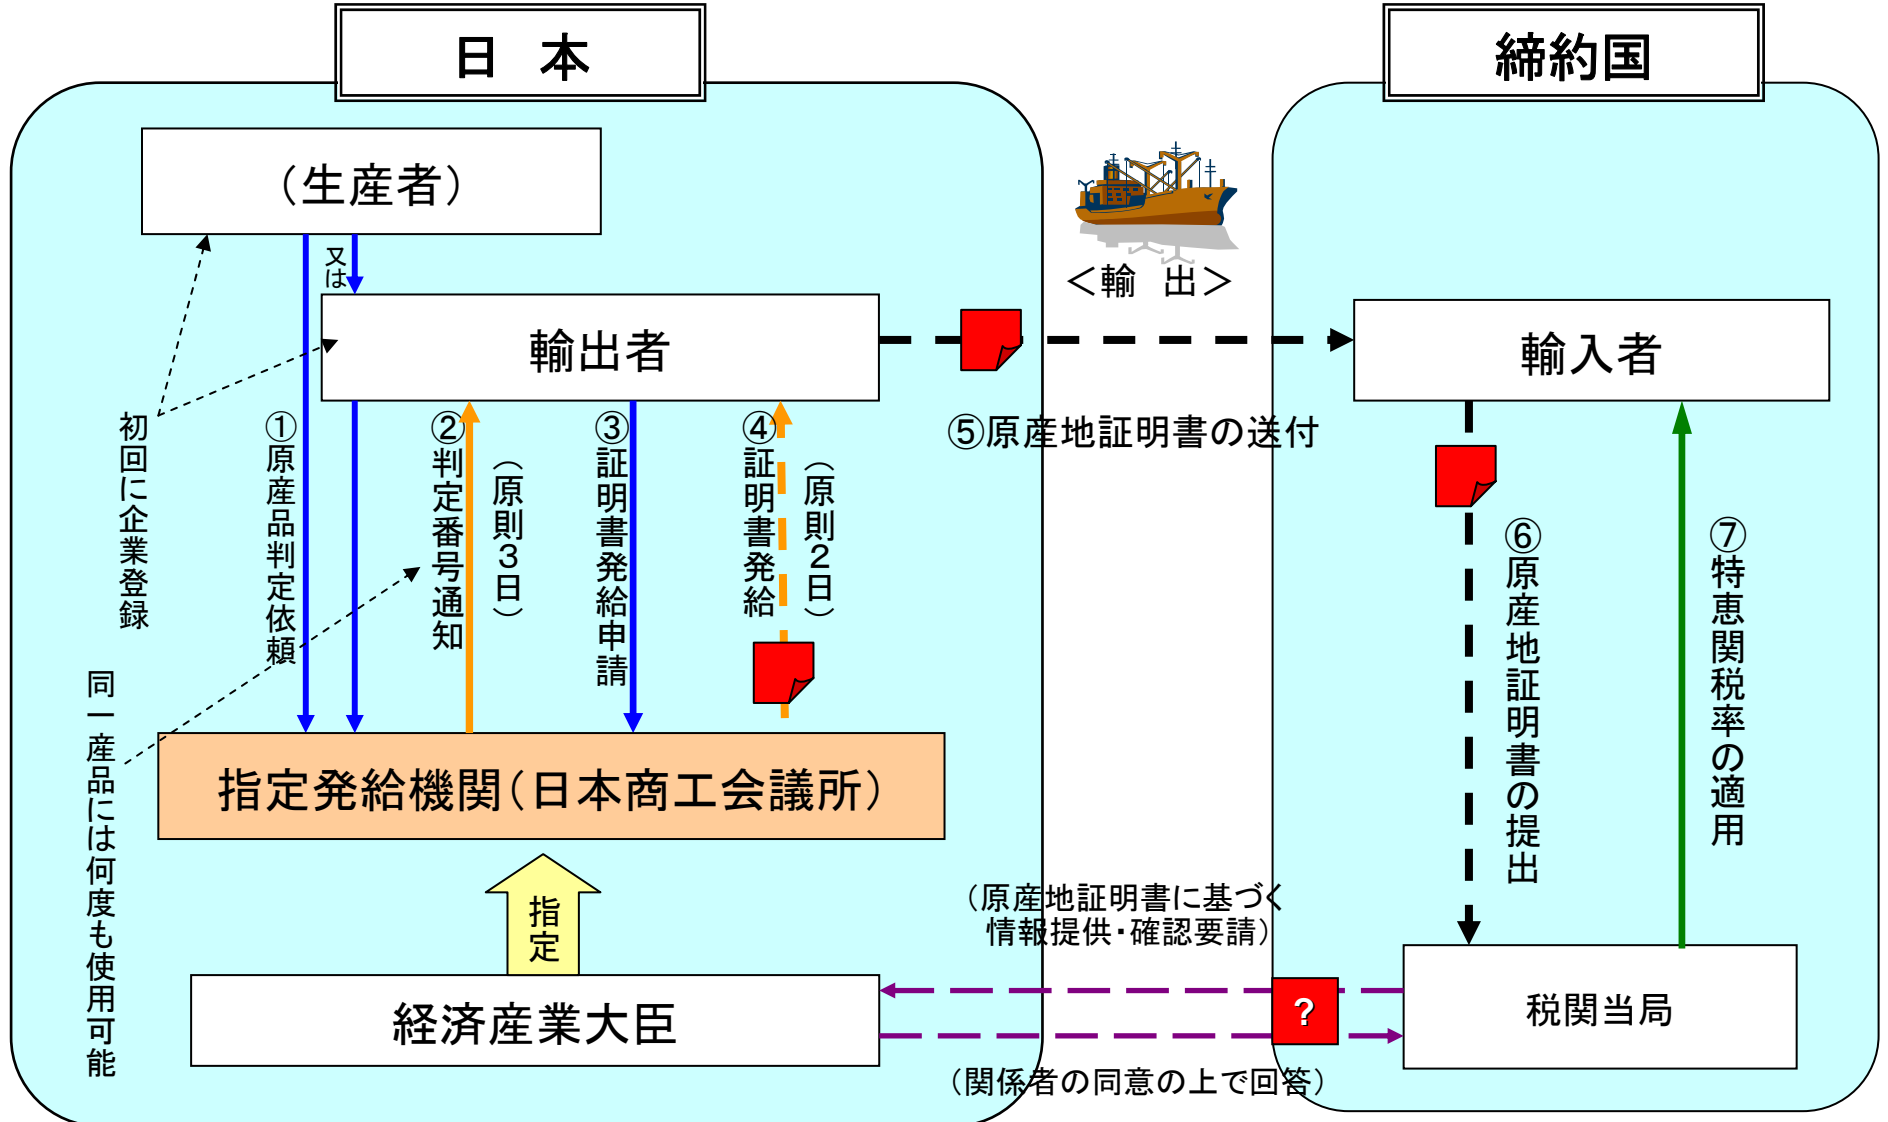 日　本
締約国
（生産者）
又は
＜輸　出＞
輸出者
輸入者
初回に企業登録
①原産品判定依頼
②判定番号通知
（原則３日）
③証明書発給申請
④証明書発給
（原則２日）
⑤原産地証明書の送付
⑥原産地証明書の提出
⑦特恵関税率の適用
同一産品には何度も使用可能
指定発給機関（日本商工会議所）
指定
（原産地証明書に基づく
情報提供・確認要請）
経済産業大臣
?
税関当局
（関係者の同意の上で回答）